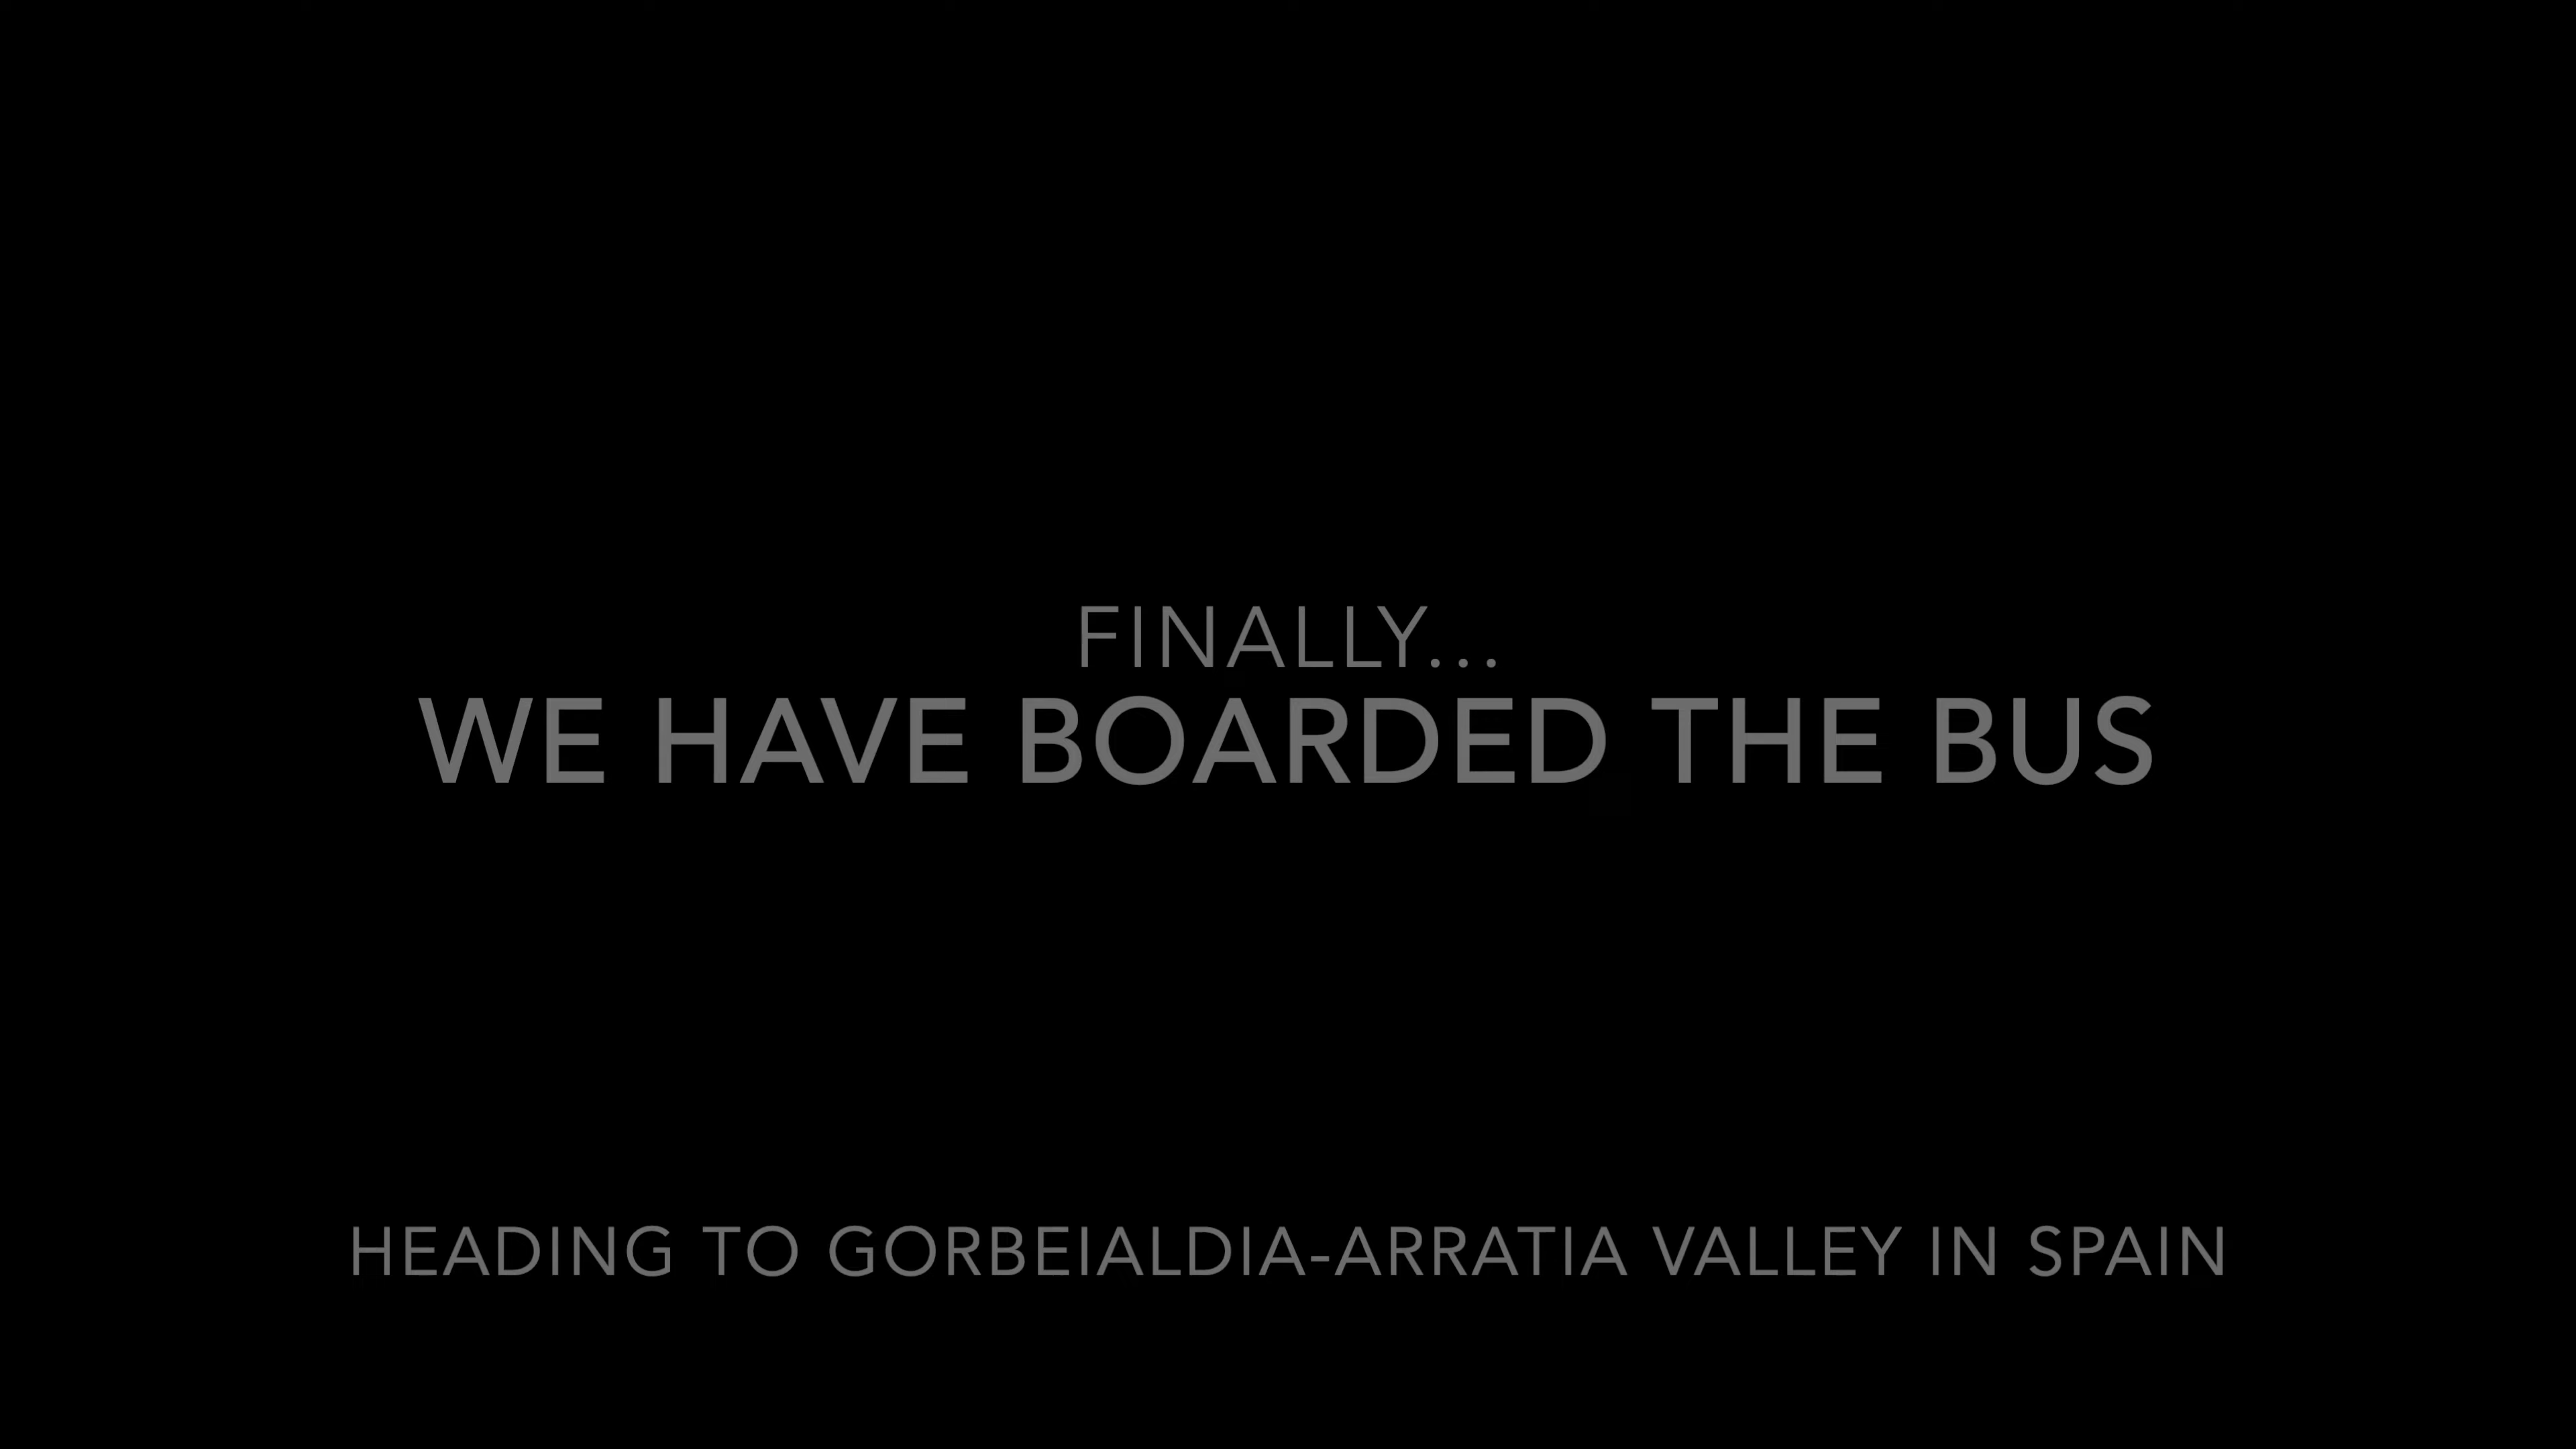 FINALLY...
WE HAVE BOARDED THE BUS
HEADING TO GORBEIALDIA-ARRATIA VALLEY IN SPAIN